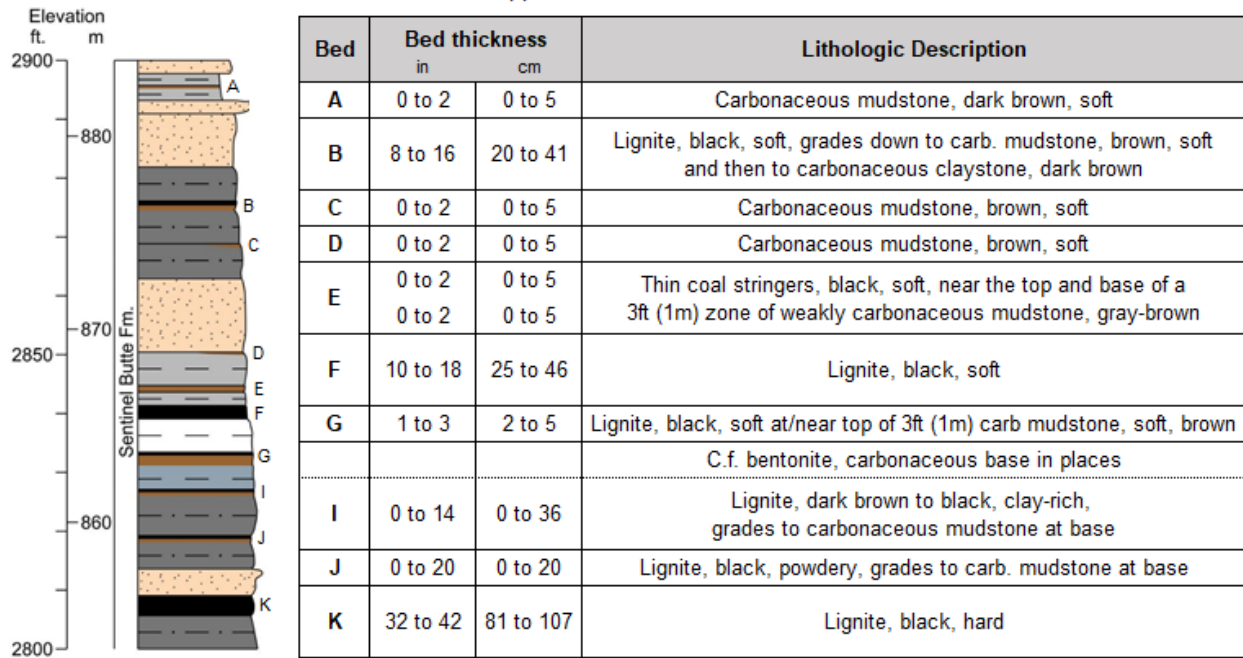 Elevation
ft. m
2900
880
870
2850
860
2800
Sentinel Butte Fm.
A
B
C
D
E
F
G
I
J
K
Bed Bed thickness Lithologic Description
in cm
A 0 to 2 0 to 5 Carbonaceous mudstone, dark brown, soft
B 8 to 16 20 to 41 Lignite, black, soft, grades down to carb. mudstone, brown, soft
and then to carbonaceous claystone, dark brown
C 0 to 2 0 to 5 Carbonaceous mudstone, brown, soft
D 0 to 2 0 to 5 Carbonaceous mudstone, brown, soft
E 0 to 2 0 to 5 Thin coal stringers, black, soft, near the top and base of a
0 to 2 0 to 5 3ft (1m) zone of weakly carbonaceous mudstone, gray-brown
F 10 to 18 25 to 46 Lignite, black, soft
G 1 to 3 2 to 5 Lignite, black, soft at/near top of 3ft (1m) carb mudstone, soft, brown
C.f. bentonite, carbonaceous base in places
I 0 to 14 0 to 36 Lignite, dark brown to black, clay-rich,
grades to carbonaceous mudstone at base
J 0 to 20 0 to 20 Lignite, black, powdery, grades to carb. mudstone at base
K 32 to 42 81 to 107 Lignite, black, hard